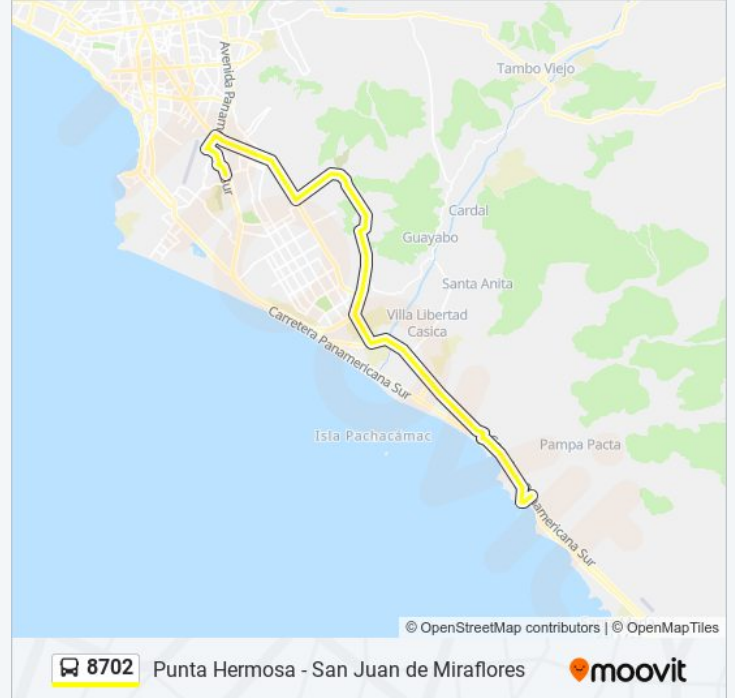 Tambo Viejo
Avenida Panam
Sur
Cardal
Guayabo
Santa Anita
Villa Libertad
Casica
Carretera Panamericana Sur
Isla Pachacámac
Pampa Pacta
namericana Sur
© OpenStreetMap contributors | © OpenMapTiles
8702 Punta Hermosa - San Juan de Miraflores
moovit